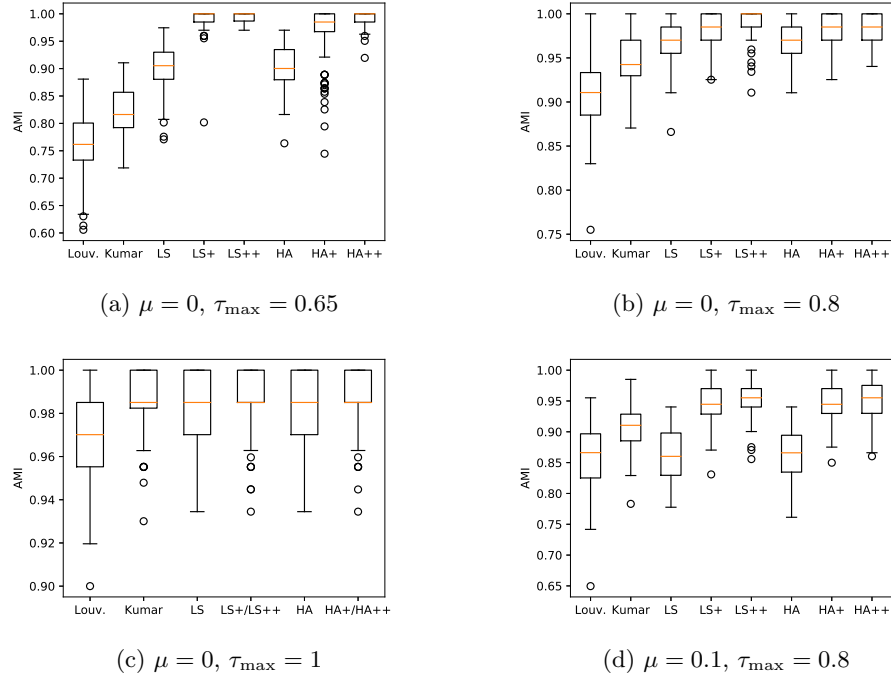 1.00
0.95
0.90
0.85
0.80
0.75
0.70
0.65
0.60
AMI
Louv. Kumar LS LS+ LS++ HA HA+ HA++
(a) μ = 0, τmax = 0.65
1.00
0.95
0.90
0.85
0.80
0.75
AMI
Louv. Kumar LS LS+ LS++ HA HA+ HA++
(b) μ = 0, τmax = 0.8
1.00
0.98
0.96
0.94
0.92
0.90
AMI
Louv. Kumar LS LS+/LS++ HA HA+/HA++
(c) μ = 0, τmax = 1
1.00
0.95
0.90
0.85
0.80
0.75
0.70
0.65
AMI
Louv. Kumar LS LS+ LS++ HA HA+ HA++
(d) μ = 0.1, τmax = 0.8